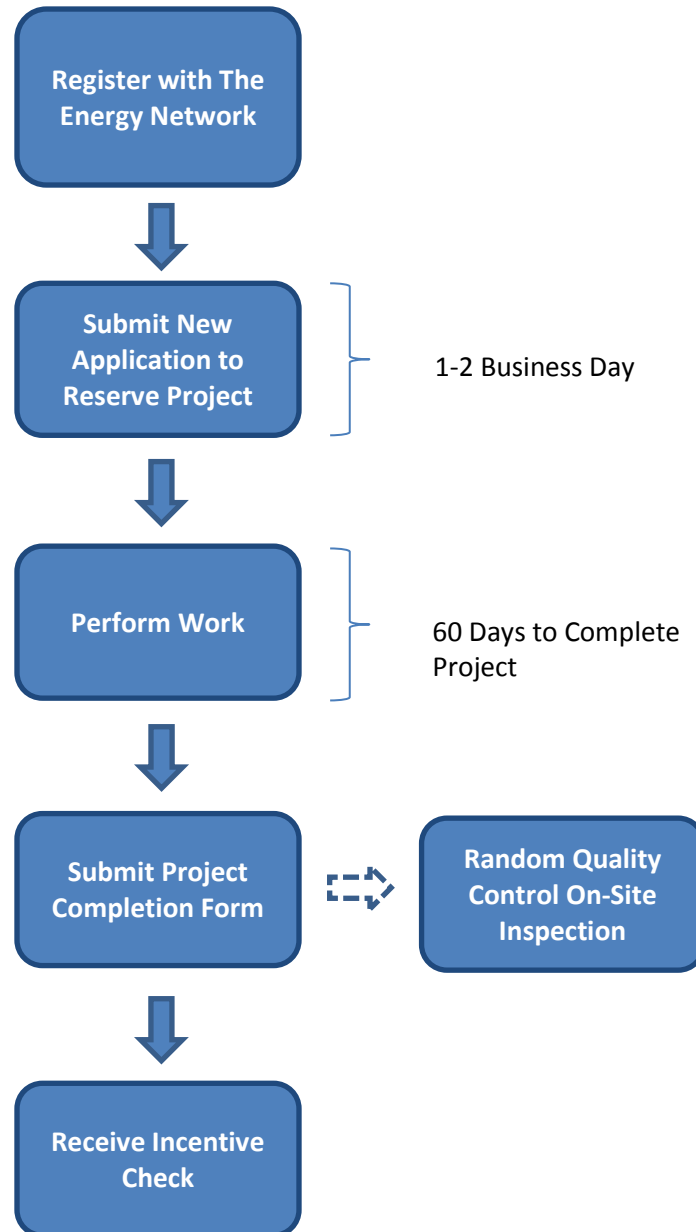 Register with The
Energy Network
Submit New
Application to
Reserve Project
1-2 Business Day
Perform Work
60 Days to Complete
Project
Submit Project
Completion Form
Random Quality
Control On-Site
Inspection
Receive Incentive
Check